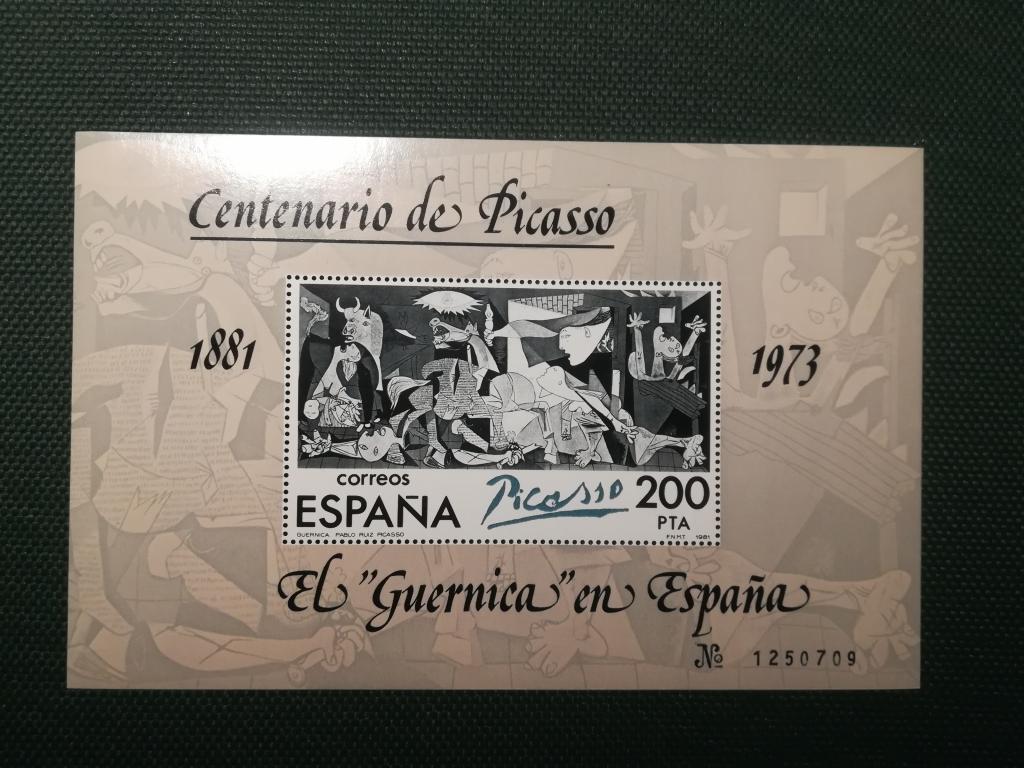 Centenario de Picasso
1881
1973
correos
ESPAÑA
Picasso
200
PTA
GUERNICA PABLO RUIZ PICASSO
F.N.M.T. 1981
El "Guernica" en España
Nº 1250709